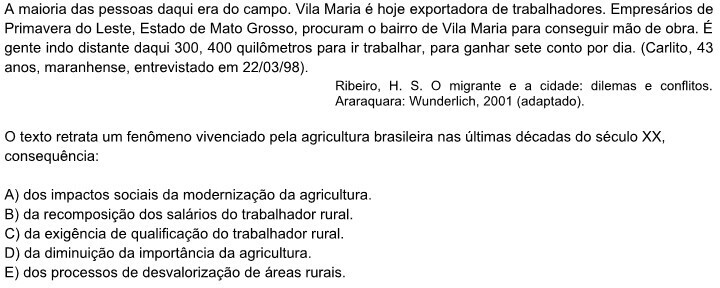 A maioria das pessoas daqui era do campo. Vila Maria é hoje exportadora de trabalhadores. Empresários de
Primavera do Leste, Estado de Mato Grosso, procuram o bairro de Vila Maria para conseguir mão de obra. É
gente indo distante daqui 300, 400 quilômetros para ir trabalhar, para ganhar sete conto por dia. (Carlito, 43
anos, maranhense, entrevistado em 22/03/98).
Ribeiro, H. S. O migrante e a cidade: dilemas e conflitos.
Araraquara: Wunderlich, 2001 (adaptado).
O texto retrata um fenômeno vivenciado pela agricultura brasileira nas últimas décadas do século XX,
consequência:
A) dos impactos sociais da modernização da agricultura.
B) da recomposição dos salários do trabalhador rural.
C) da exigência de qualificação do trabalhador rural.
D) da diminuição da importância da agricultura.
E) dos processos de desvalorização de áreas rurais.